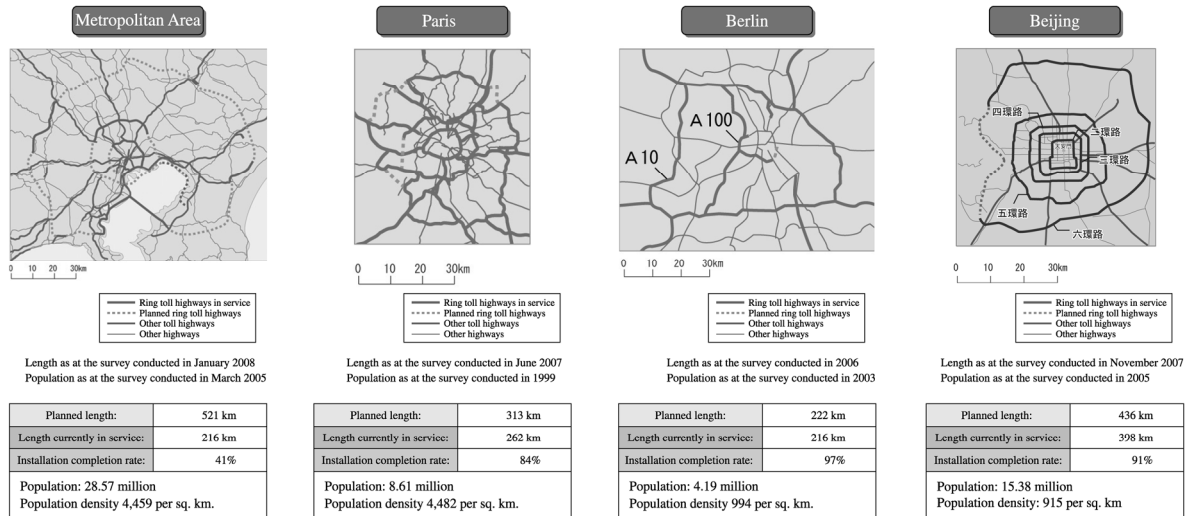 Metropolitan Area
0 10 20 30km
Ring toll highways in service
Planned ring toll highways
Other toll highways
Other highways
Length as at the survey conducted in January 2008
Population as at the survey conducted in March 2005
Planned length: 521 km
Length currently in service: 216 km
Installation completion rate: 41%
Population: 28.57 million
Population density 4,459 per sq. km.
Paris
0 10 20 30km
Ring toll highways in service
Planned ring toll highways
Other toll highways
Other highways
Length as at the survey conducted in June 2007
Population as at the survey conducted in 1999
Planned length: 313 km
Length currently in service: 262 km
Installation completion rate: 84%
Population: 8.61 million
Population density 4,482 per sq. km.
Berlin
A 100
A 10
0 10 20 30km
Ring toll highways in service
Planned ring toll highways
Other toll highways
Other highways
Length as at the survey conducted in 2006
Population as at the survey conducted in 2003
Planned length: 222 km
Length currently in service: 216 km
Installation completion rate: 97%
Population: 4.19 million
Population density 994 per sq. km.
Beijing
四環路
二環路
天安門
三環路
五環路
六環路
0 10 20 30km
Ring toll highways in service
Planned ring toll highways
Other toll highways
Other highways
Length as at the survey conducted in November 2007
Population as at the survey conducted in 2005
Planned length: 436 km
Length currently in service: 398 km
Installation completion rate: 91%
Population: 15.38 million
Population density: 915 per sq. km